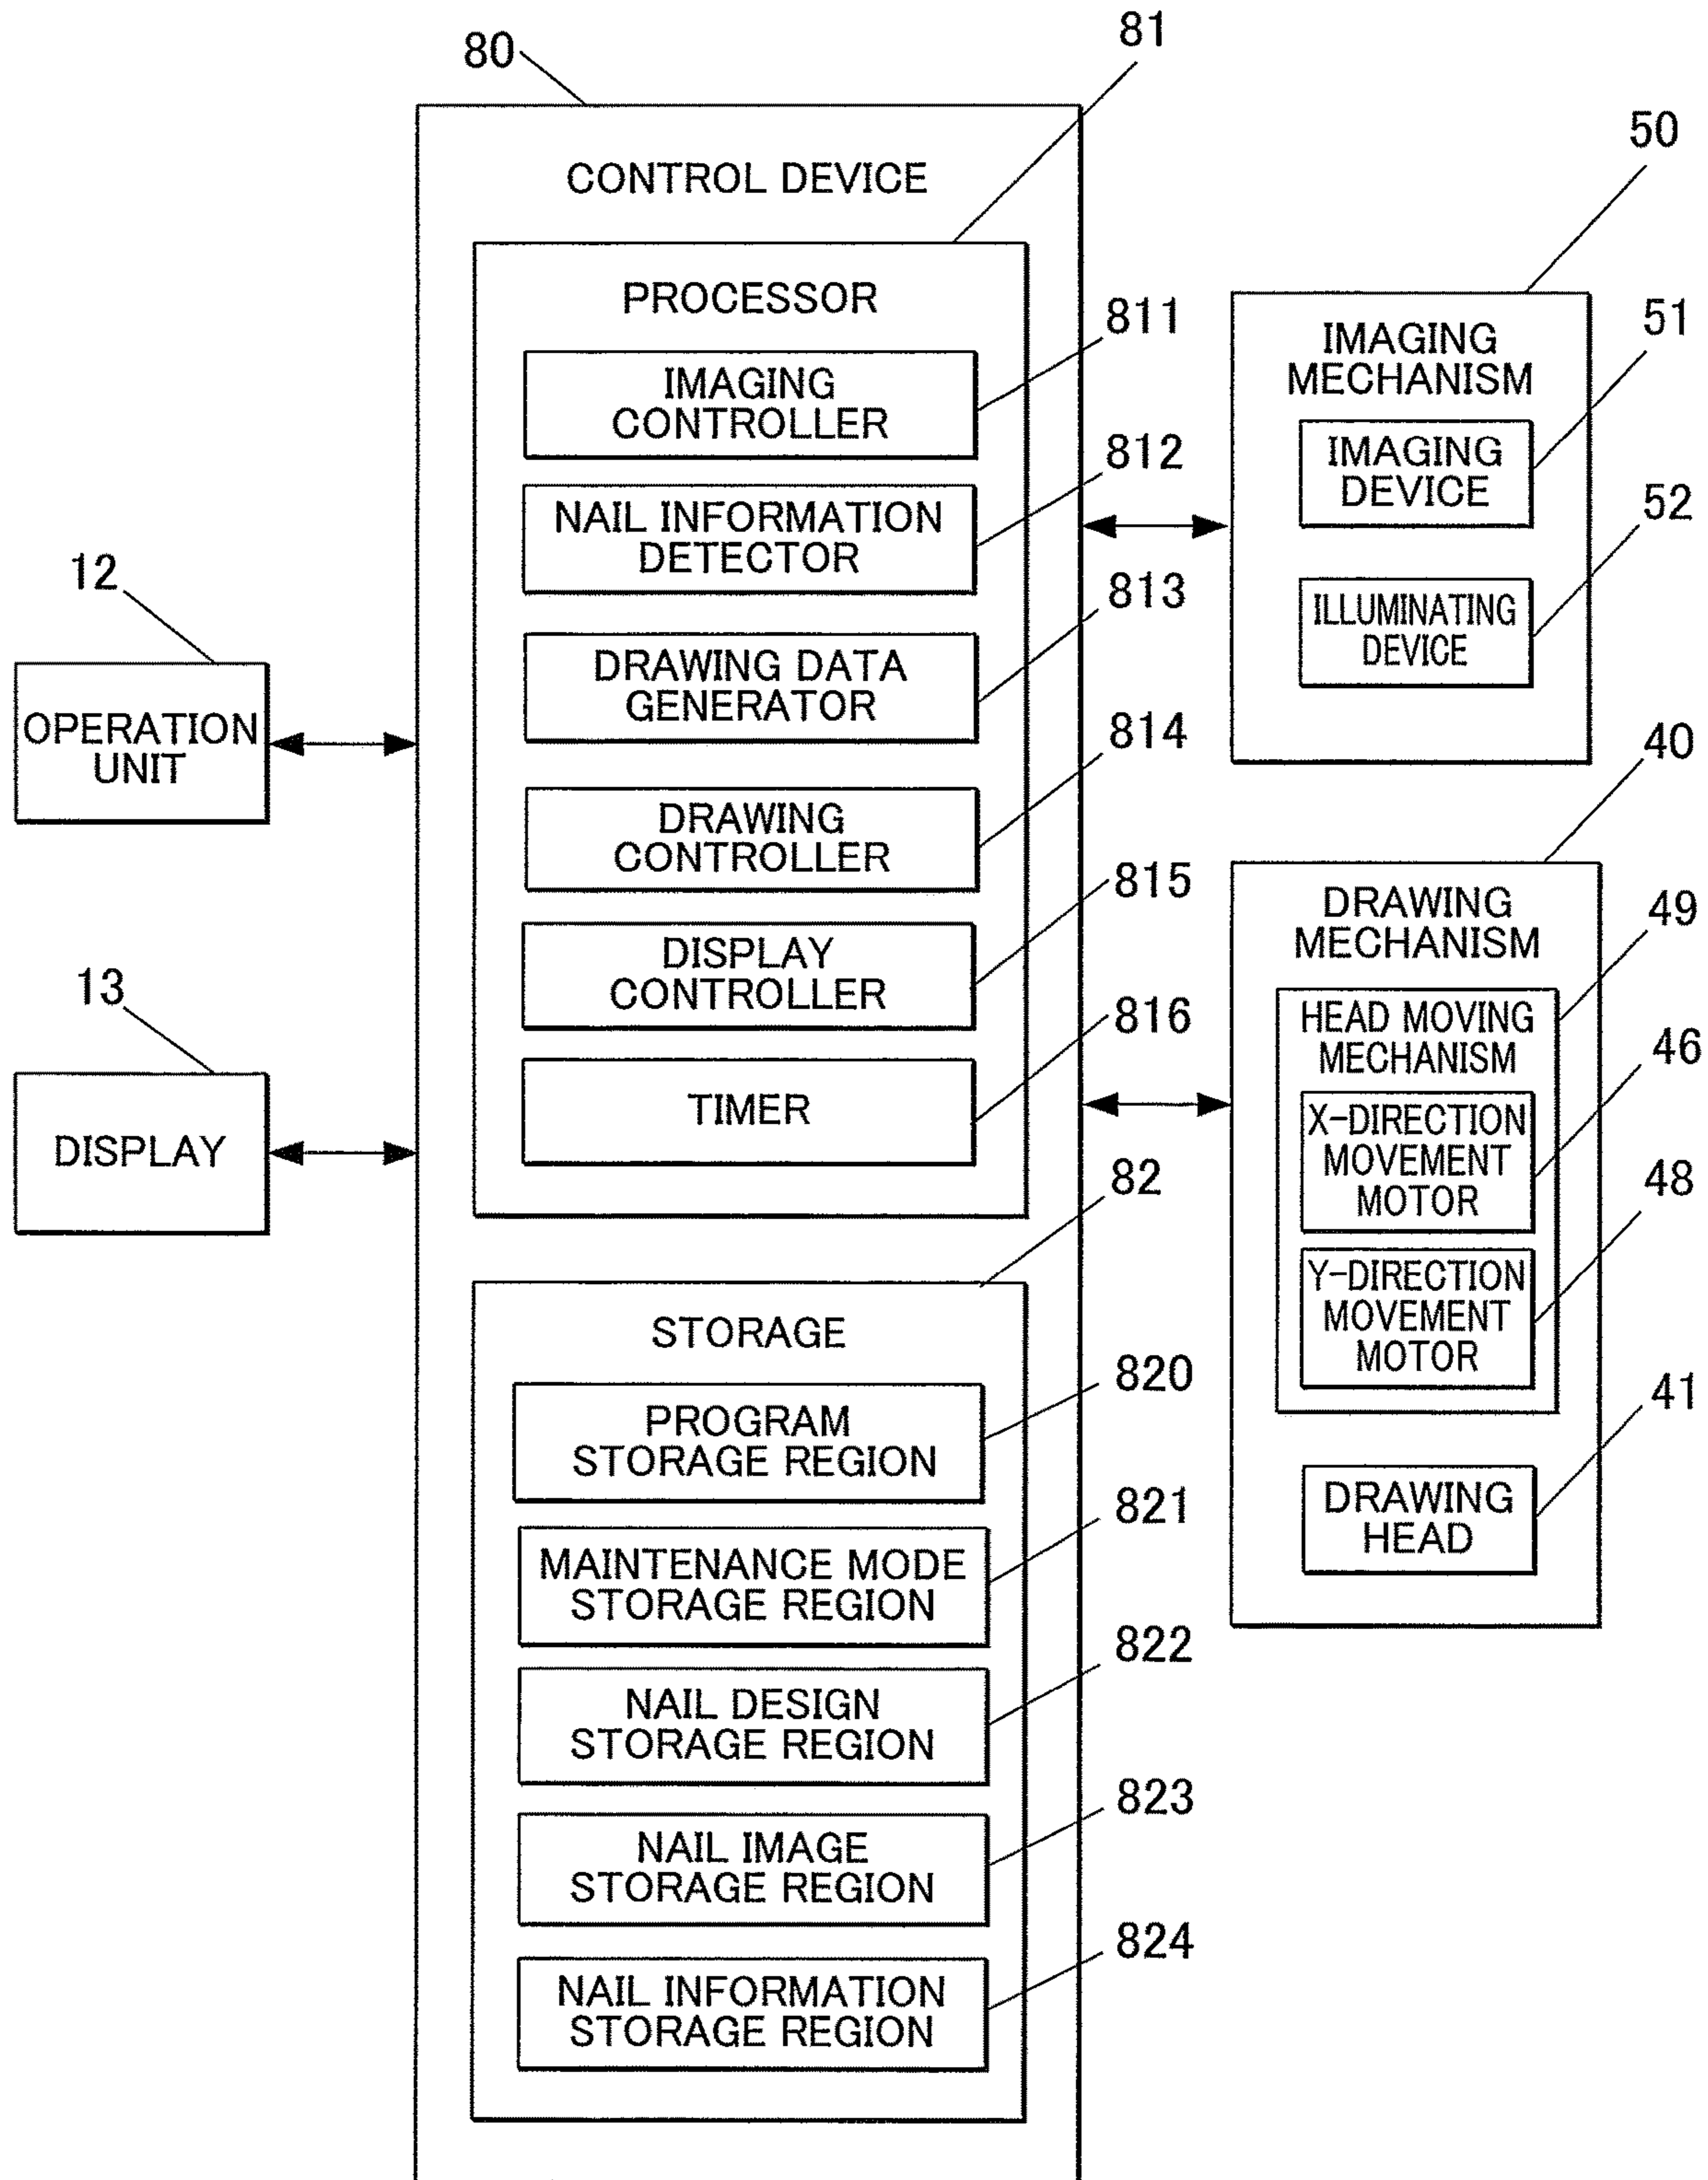 80
81
CONTROL DEVICE
PROCESSOR
811
IMAGING
CONTROLLER
812
NAIL INFORMATION
DETECTOR
813
DRAWING DATA
GENERATOR
814
DRAWING
CONTROLLER
815
DISPLAY
CONTROLLER
816
TIMER
82
STORAGE
820
PROGRAM
STORAGE REGION
821
MAINTENANCE MODE
STORAGE REGION
822
NAIL DESIGN
STORAGE REGION
823
NAIL IMAGE
STORAGE REGION
824
NAIL INFORMATION
STORAGE REGION
12
OPERATION
UNIT
13
DISPLAY
50
IMAGING
MECHANISM
51
IMAGING
DEVICE
52
ILLUMINATING
DEVICE
40
DRAWING
MECHANISM
49
HEAD MOVING
MECHANISM
46
X-DIRECTION
MOVEMENT
MOTOR
48
Y-DIRECTION
MOVEMENT
MOTOR
41
DRAWING
HEAD